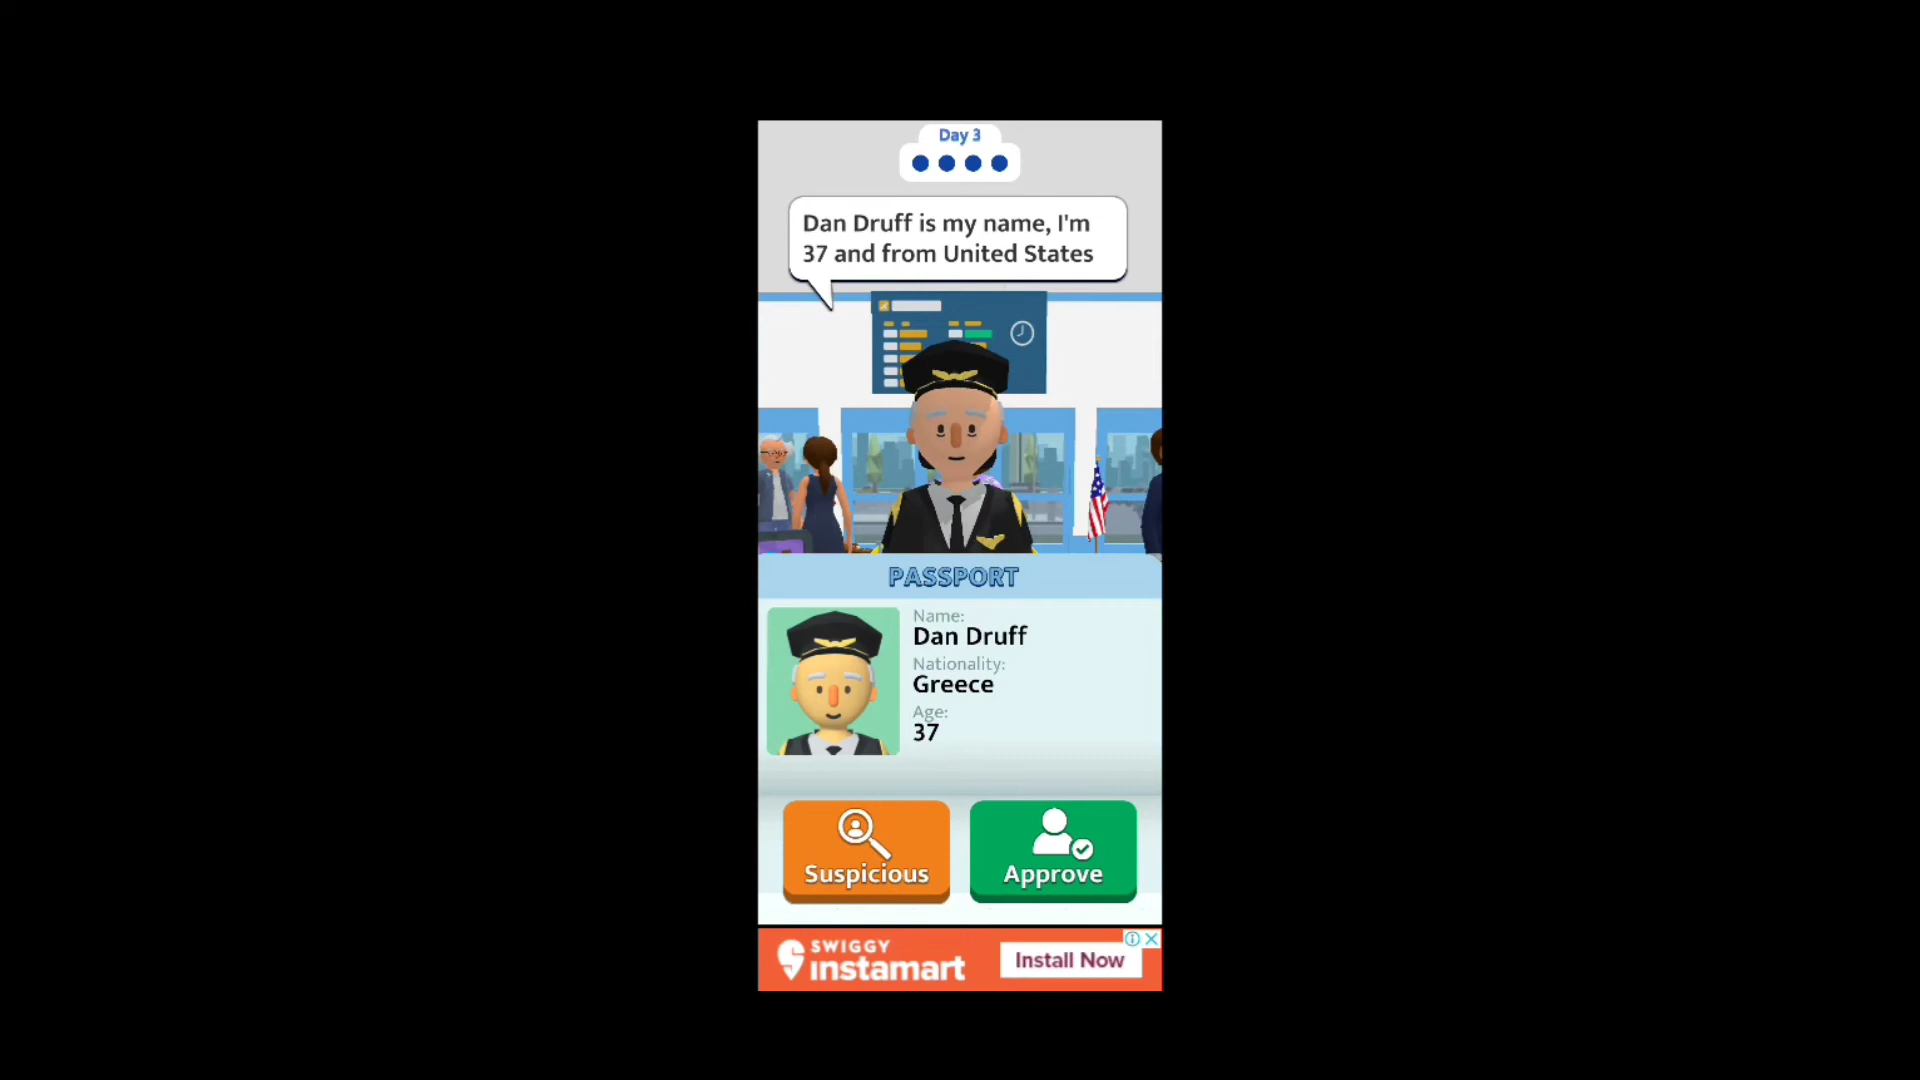 Day 3
Dan Druff is my name, I'm
37 and from United States
PASSPORT
Name:
Dan Druff
Nationality:
Greece
Age:
37
Suspicious
Approve
SWIGGY
instamart
Install Now